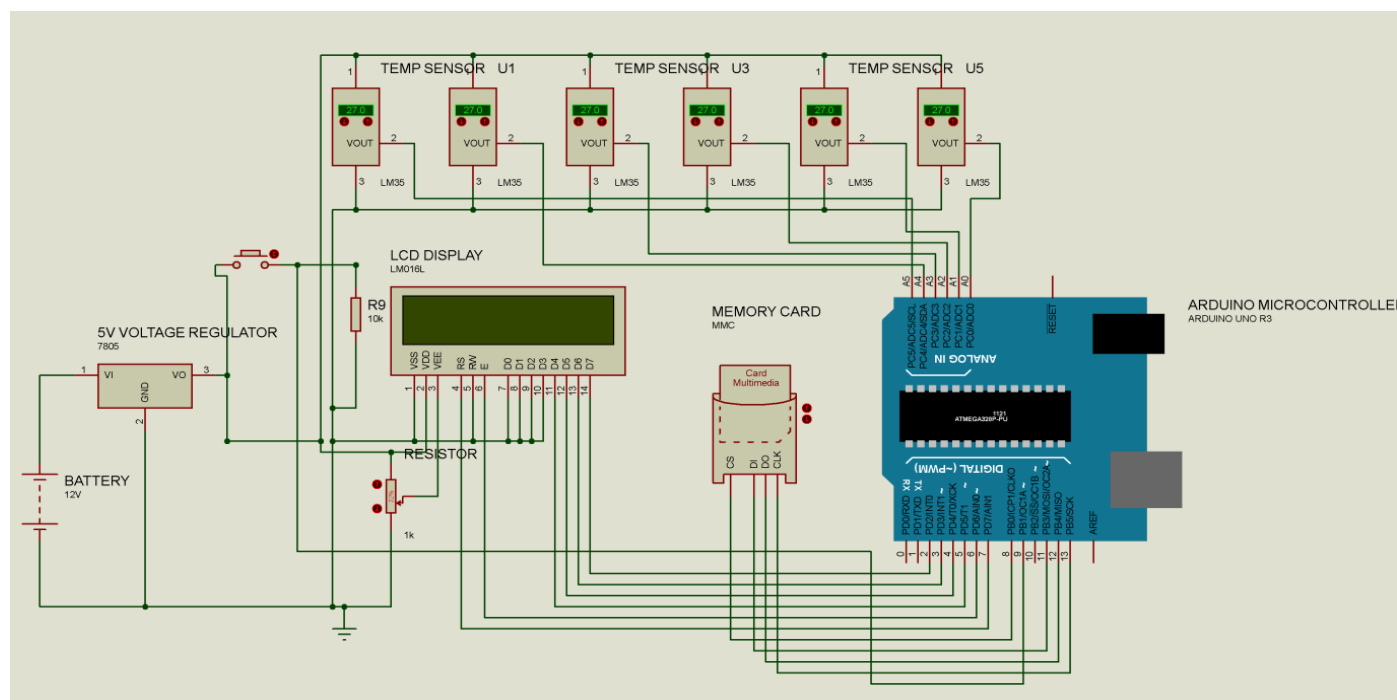 TEMP SENSOR U1
TEMP SENSOR U3
TEMP SENSOR U5
1
1
1
27.0
27.0
27.0
27.0
27.0
27.0
VOUT
2
VOUT
2
VOUT
2
VOUT
2
VOUT
2
VOUT
2
3
LM35
3
LM35
3
LM35
3
LM35
3
LM35
3
LM35
LCD DISPLAY
LM016L
R9
10k
VSS
VDD
VEE
RS
RW
E
D0
D1
D2
D3
D4
D5
D6
D7
1
2
3
4
5
6
7
8
9
10
11
12
13
14
5V VOLTAGE REGULATOR
7805
1
VI
VO
3
GND
2
BATTERY
12V
RESISTOR
1k
MEMORY CARD
MMC
Card
Multimedia
CS
DI
DO
CLK
A5
A4
A3
A2
A1
A0
PC5/ADC5/SCL
PC4/ADC4/SDA
PC3/ADC3
PC2/ADC2
PC1/ADC1
PC0/ADC0
RESET
ANALOG IN
ARDUINO MICROCONTROLLER
ARDUINO UNO R3
1121
ATMEGA328P-PU
DIGITAL (~PWM)
RX
TX
~
~
~
~
~
~
PD0/RXD
PD1/TXD
PD2/INT0
PD3/INT1
PD4/T0/XCK
PD5/T1
PD6/AIN0
PD7/AIN1
PB0/ICP1/CLKO
PB1/OC1A
PB2/SS/OC1B
PB3/MOSI/OC2A
PB4/MISO
PB5/SCK
AREF
0
1
2
3
4
5
6
7
8
9
10
11
12
13